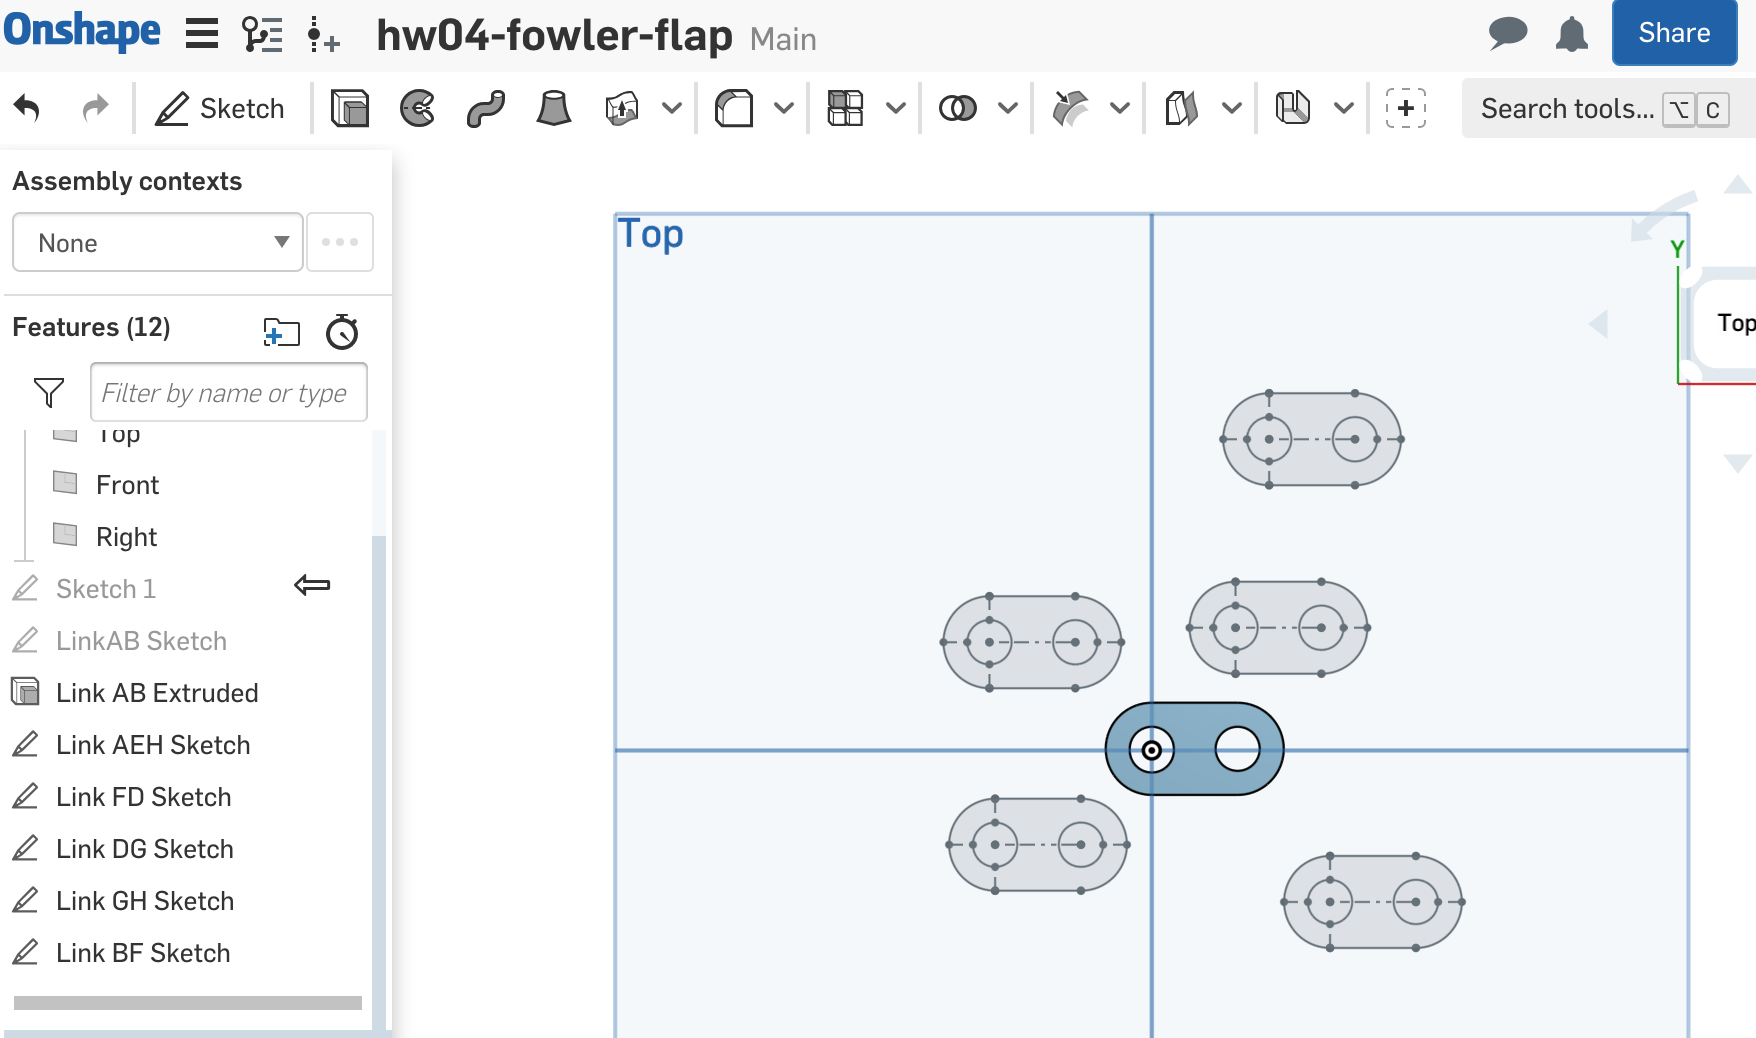 Onshape
hw04-fowler-flap Main
Share
Sketch
Search tools... ⌥ C
Assembly contexts
None
Features (12)
Filter by name or type
Top
Front
Right
Sketch 1
LinkAB Sketch
Link AB Extruded
Link AEH Sketch
Link FD Sketch
Link DG Sketch
Link GH Sketch
Link BF Sketch
Top
Y
Top